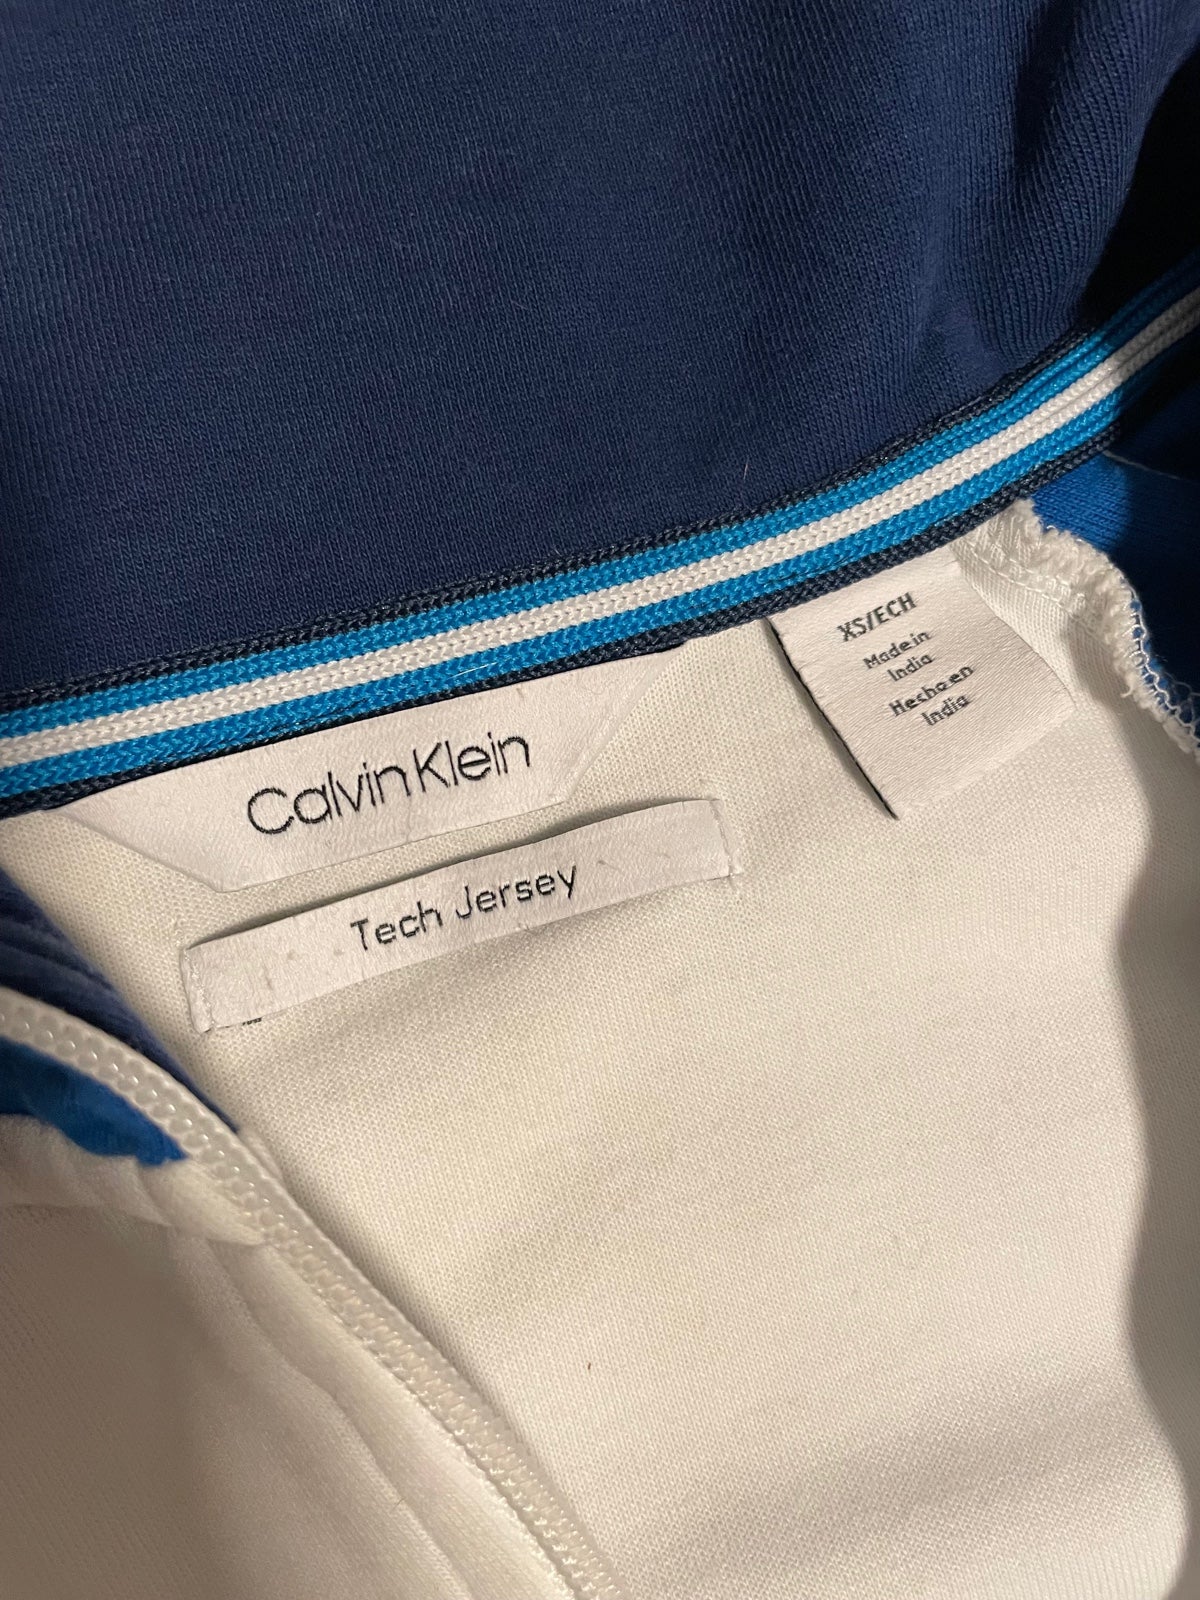 Calvin Klein
Tech Jersey
XS/ECH
Made in
India
Hecho en
India